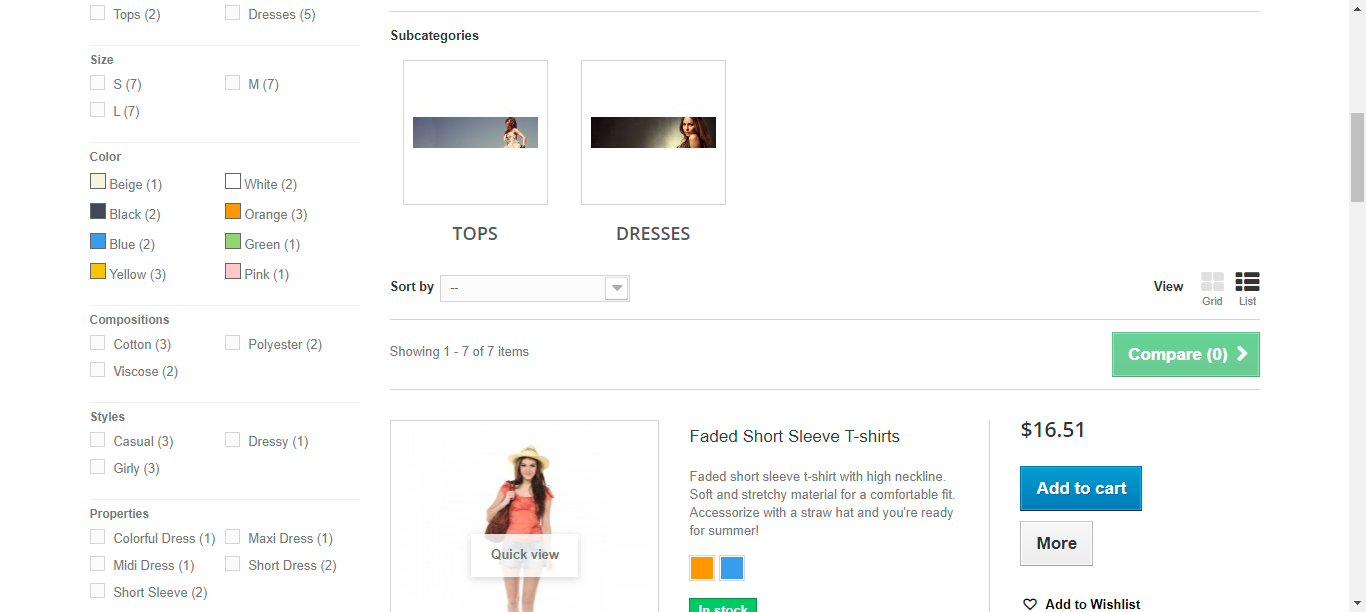 Tops (2)
Dresses (5)
Size
S (7)
M (7)
L (7)
Color
Beige (1)
White (2)
Black (2)
Orange (3)
Blue (2)
Green (1)
Yellow (3)
Pink (1)
Compositions
Cotton (3)
Polyester (2)
Viscose (2)
Styles
Casual (3)
Dressy (1)
Girly (3)
Properties
Colorful Dress (1)
Maxi Dress (1)
Midi Dress (1)
Short Dress (2)
Short Sleeve (2)
Subcategories
TOPS
DRESSES
Sort by
--
View
Grid
List
Showing 1 - 7 of 7 items
Compare (0)
Quick view
Faded Short Sleeve T-shirts
Faded short sleeve t-shirt with high neckline.
Soft and stretchy material for a comfortable fit.
Accessorize with a straw hat and you're ready
for summer!
In stock
$16.51
Add to cart
More
Add to Wishlist